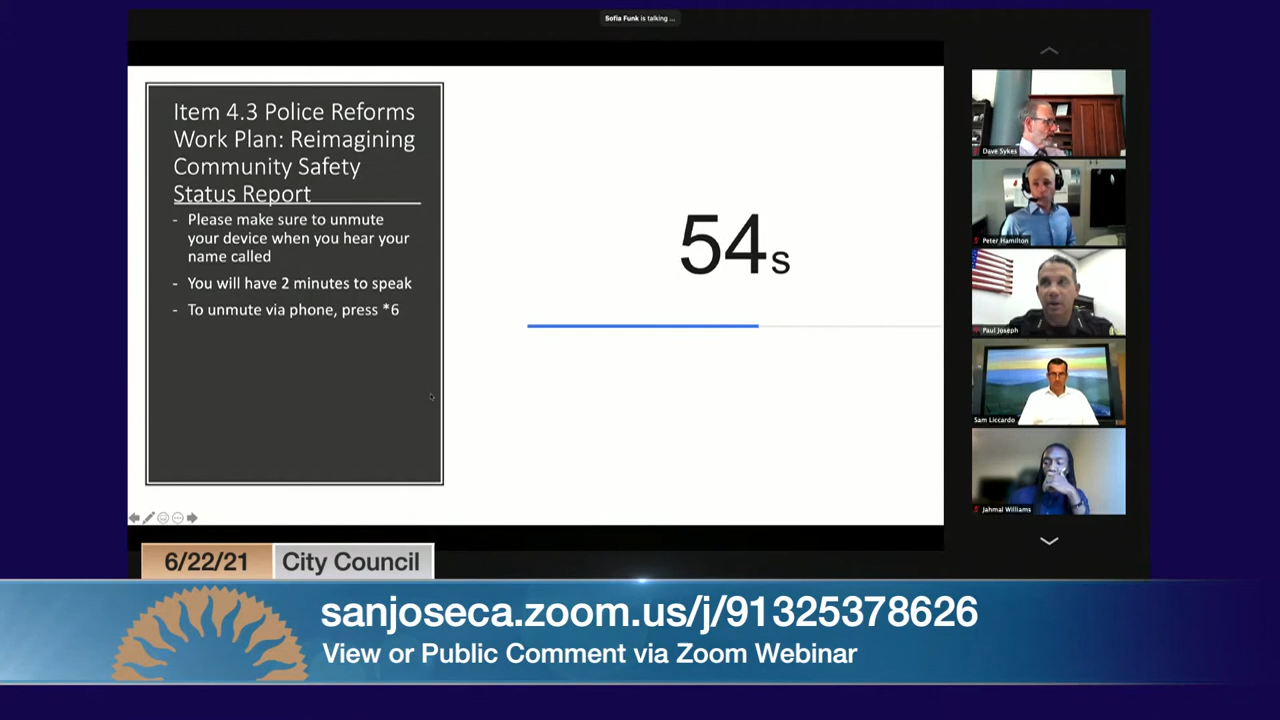 Sofia Funk is talking ...
Item 4.3 Police Reforms
Work Plan: Reimagining
Community Safety
Status Report
- Please make sure to unmute
your device when you hear your
name called
- You will have 2 minutes to speak
- To unmute via phone, press *6
54s
Dave Sykes
Peter Hamilton
Paul Joseph
Sam Liccardo
Jahmal Williams
6/22/21
City Council
sanjoseca.zoom.us/j/91325378626
View or Public Comment via Zoom Webinar